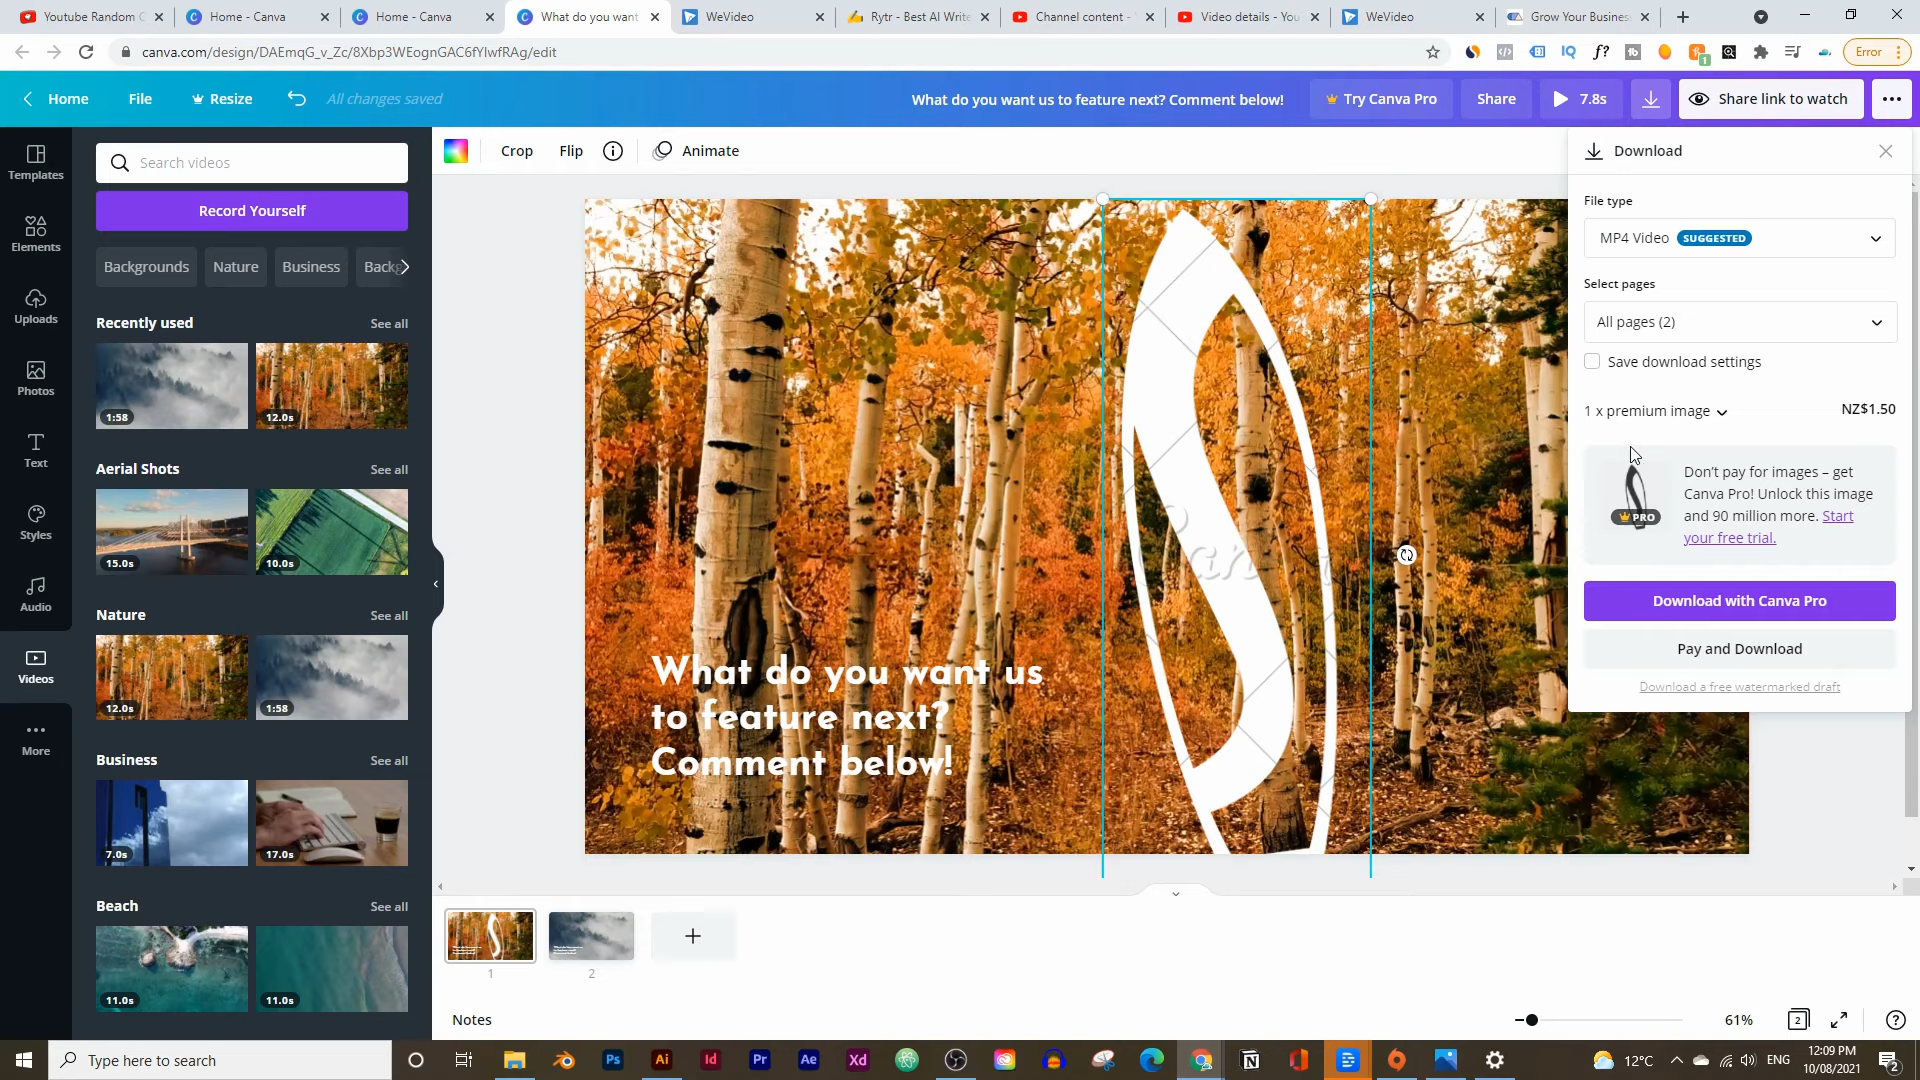 Youtube Random C
Home - Canva
Home - Canva
What do you want
WeVideo
Rytr - Best AI Write
Channel content -
Video details - You
WeVideo
Grow Your Busines
canva.com/design/DAEmqG_v_Zc/8Xbp3WEognGAC6fYIwfRAg/edit
Error
Home
File
Resize
All changes saved
What do you want us to feature next? Comment below!
Try Canva Pro
Share
7.8s
Share link to watch
Templates
Elements
Uploads
Photos
Text
Styles
Audio
Videos
More
Search videos
Record Yourself
Backgrounds
Nature
Business
Backg
Recently used
See all
1:58
12.0s
Aerial Shots
See all
15.0s
10.0s
Nature
See all
12.0s
1:58
Business
See all
7.0s
17.0s
Beach
See all
11.0s
11.0s
Crop
Flip
Animate
Canva
What do you want us
to feature next?
Comment below!
Download
File type
MP4 Video SUGGESTED
Select pages
All pages (2)
Save download settings
1 x premium image
NZ$1.50
PRO
Don't pay for images – get
Canva Pro! Unlock this image
and 90 million more. Start
your free trial.
Download with Canva Pro
Pay and Download
Download a free watermarked draft
1
2
Notes
61%
2
Type here to search
12°C
ENG
12:09 PM
10/08/2021
2